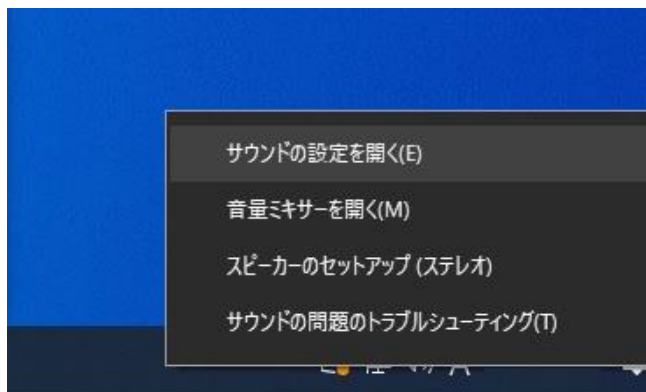 サウンドの設定を開く(E)
音量ミキサーを開く(M)
スピーカーのセットアップ (ステレオ)
サウンドの問題のトラブルシューティング(T)